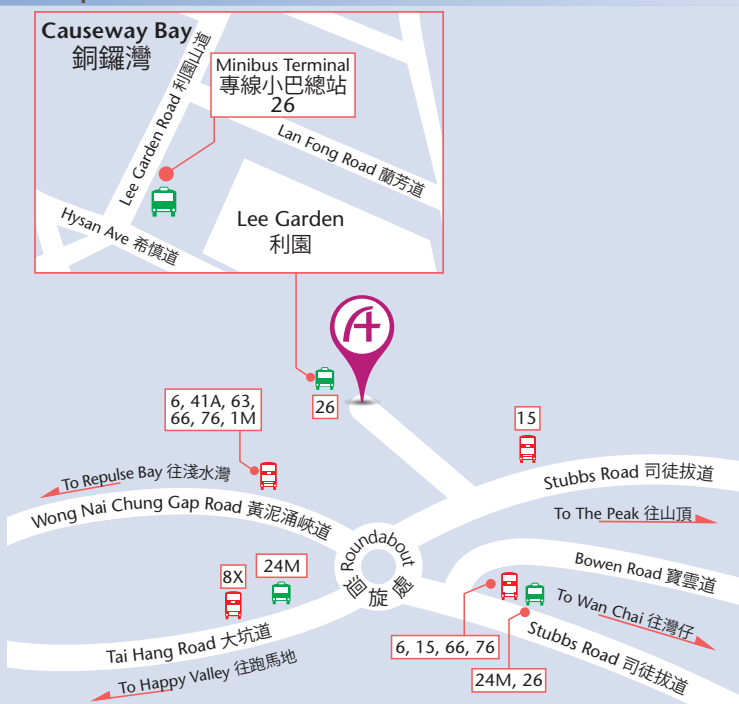 Causeway Bay
銅鑼灣
Minibus Terminal
專線小巴總站
26
Lee Garden Road 利園山道
Lan Fong Road 蘭芳道
Hysan Ave 希慎道
Lee Garden
利園
26
6, 41A, 63,
66, 76, 1M
15
To Repulse Bay 往淺水灣
Wong Nai Chung Gap Road 黃泥涌峽道
Stubbs Road 司徒拔道
To The Peak 往山頂
Roundabout
迴旋處
Bowen Road 寶雲道
8X
24M
To Wan Chai 往灣仔
6, 15, 66, 76
Stubbs Road 司徒拔道
24M, 26
Tai Hang Road 大坑道
To Happy Valley 往跑馬地